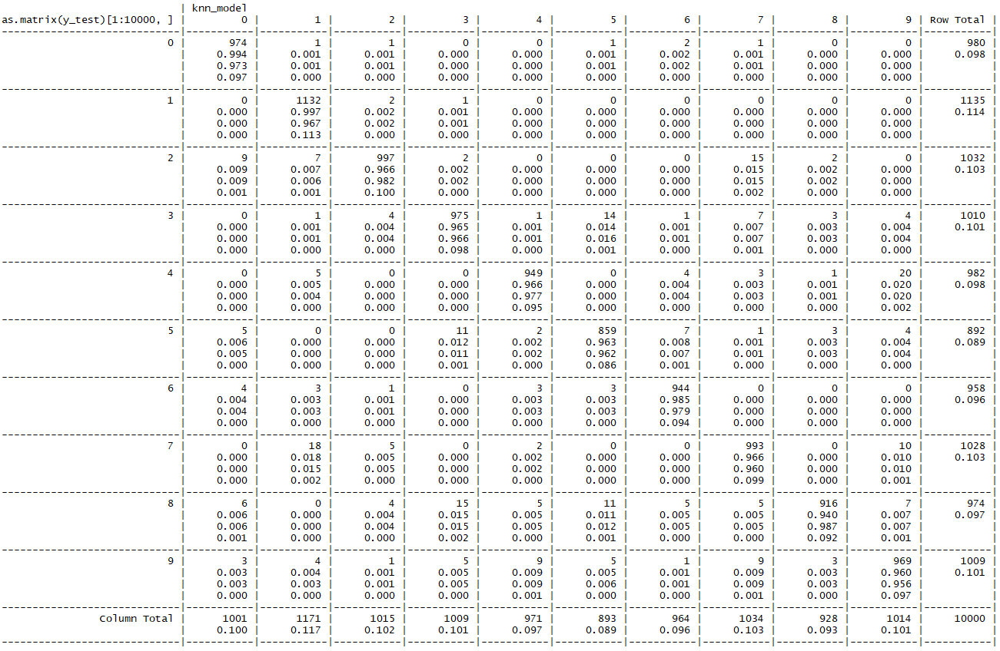 | knn_model
as.matrix(y_test)[1:10000, ] | 0 | 1 | 2 | 3 | 4 | 5 | 6 | 7 | 8 | 9 | Row Total |
0 | 974 | 1 | 1 | 0 | 0 | 1 | 2 | 1 | 0 | 0 | 980 |
| 0.994 | 0.001 | 0.001 | 0.000 | 0.000 | 0.001 | 0.002 | 0.001 | 0.000 | 0.000 | 0.098 |
| 0.973 | 0.001 | 0.001 | 0.000 | 0.000 | 0.001 | 0.002 | 0.001 | 0.000 | 0.000 | |
| 0.097 | 0.000 | 0.000 | 0.000 | 0.000 | 0.000 | 0.000 | 0.000 | 0.000 | 0.000 | |
1 | 0 | 1132 | 2 | 1 | 0 | 0 | 0 | 0 | 0 | 0 | 1135 |
| 0.000 | 0.997 | 0.002 | 0.001 | 0.000 | 0.000 | 0.000 | 0.000 | 0.000 | 0.000 | 0.114 |
| 0.000 | 0.967 | 0.002 | 0.001 | 0.000 | 0.000 | 0.000 | 0.000 | 0.000 | 0.000 | |
| 0.000 | 0.113 | 0.000 | 0.000 | 0.000 | 0.000 | 0.000 | 0.000 | 0.000 | 0.000 | |
2 | 9 | 7 | 997 | 2 | 0 | 0 | 0 | 15 | 2 | 0 | 1032 |
| 0.009 | 0.007 | 0.966 | 0.002 | 0.000 | 0.000 | 0.000 | 0.015 | 0.002 | 0.000 | 0.103 |
| 0.009 | 0.006 | 0.982 | 0.002 | 0.000 | 0.000 | 0.000 | 0.015 | 0.002 | 0.000 | |
| 0.001 | 0.001 | 0.100 | 0.000 | 0.000 | 0.000 | 0.000 | 0.002 | 0.000 | 0.000 | |
3 | 0 | 1 | 4 | 975 | 1 | 14 | 1 | 7 | 3 | 4 | 1010 |
| 0.000 | 0.001 | 0.004 | 0.965 | 0.001 | 0.014 | 0.001 | 0.007 | 0.003 | 0.004 | 0.101 |
| 0.000 | 0.001 | 0.004 | 0.966 | 0.001 | 0.016 | 0.001 | 0.007 | 0.003 | 0.004 | |
| 0.000 | 0.000 | 0.000 | 0.098 | 0.000 | 0.001 | 0.000 | 0.001 | 0.000 | 0.000 | |
4 | 0 | 5 | 0 | 0 | 949 | 0 | 4 | 3 | 1 | 20 | 982 |
| 0.000 | 0.005 | 0.000 | 0.000 | 0.966 | 0.000 | 0.004 | 0.003 | 0.001 | 0.020 | 0.098 |
| 0.000 | 0.004 | 0.000 | 0.000 | 0.977 | 0.000 | 0.004 | 0.003 | 0.001 | 0.020 | |
| 0.000 | 0.000 | 0.000 | 0.000 | 0.095 | 0.000 | 0.000 | 0.000 | 0.000 | 0.002 | |
5 | 5 | 0 | 0 | 11 | 2 | 859 | 7 | 1 | 3 | 4 | 892 |
| 0.006 | 0.000 | 0.000 | 0.012 | 0.002 | 0.963 | 0.008 | 0.001 | 0.003 | 0.004 | 0.089 |
| 0.005 | 0.000 | 0.000 | 0.011 | 0.002 | 0.962 | 0.007 | 0.001 | 0.003 | 0.004 | |
| 0.000 | 0.000 | 0.000 | 0.001 | 0.000 | 0.086 | 0.001 | 0.000 | 0.000 | 0.000 | |
6 | 4 | 3 | 1 | 0 | 3 | 3 | 944 | 0 | 0 | 0 | 958 |
| 0.004 | 0.003 | 0.001 | 0.000 | 0.003 | 0.003 | 0.985 | 0.000 | 0.000 | 0.000 | 0.096 |
| 0.004 | 0.003 | 0.001 | 0.000 | 0.003 | 0.003 | 0.979 | 0.000 | 0.000 | 0.000 | |
| 0.000 | 0.000 | 0.000 | 0.000 | 0.000 | 0.000 | 0.094 | 0.000 | 0.000 | 0.000 | |
7 | 0 | 18 | 5 | 0 | 2 | 0 | 0 | 993 | 0 | 10 | 1028 |
| 0.000 | 0.018 | 0.005 | 0.000 | 0.002 | 0.000 | 0.000 | 0.966 | 0.000 | 0.010 | 0.103 |
| 0.000 | 0.015 | 0.005 | 0.000 | 0.002 | 0.000 | 0.000 | 0.960 | 0.000 | 0.010 | |
| 0.000 | 0.002 | 0.000 | 0.000 | 0.000 | 0.000 | 0.000 | 0.099 | 0.000 | 0.001 | |
8 | 6 | 0 | 4 | 15 | 5 | 11 | 5 | 5 | 916 | 7 | 974 |
| 0.006 | 0.000 | 0.004 | 0.015 | 0.005 | 0.011 | 0.005 | 0.005 | 0.940 | 0.007 | 0.097 |
| 0.006 | 0.000 | 0.004 | 0.015 | 0.005 | 0.012 | 0.005 | 0.005 | 0.987 | 0.007 | |
| 0.001 | 0.000 | 0.000 | 0.002 | 0.000 | 0.001 | 0.000 | 0.000 | 0.092 | 0.001 | |
9 | 3 | 4 | 1 | 5 | 9 | 5 | 1 | 9 | 3 | 969 | 1009 |
| 0.003 | 0.004 | 0.001 | 0.005 | 0.009 | 0.005 | 0.001 | 0.009 | 0.003 | 0.960 | 0.101 |
| 0.003 | 0.003 | 0.001 | 0.005 | 0.009 | 0.006 | 0.001 | 0.009 | 0.003 | 0.956 | |
| 0.000 | 0.000 | 0.000 | 0.000 | 0.001 | 0.000 | 0.000 | 0.001 | 0.000 | 0.097 | |
Column Total | 1001 | 1171 | 1015 | 1009 | 971 | 893 | 964 | 1034 | 928 | 1014 | 10000 |
| 0.100 | 0.117 | 0.102 | 0.101 | 0.097 | 0.089 | 0.096 | 0.103 | 0.093 | 0.101 | |